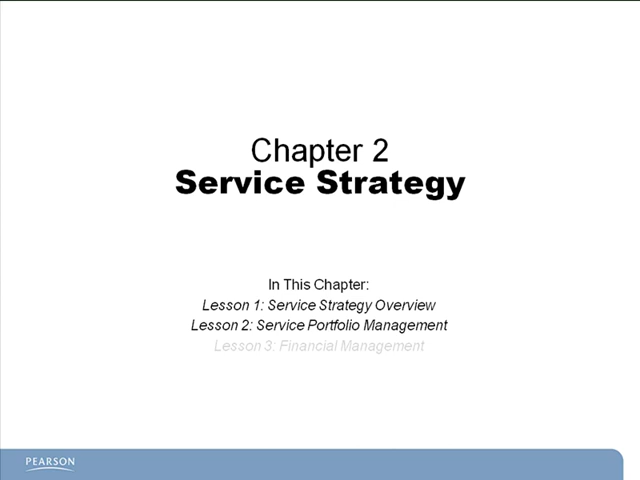 Chapter 2
Service Strategy
In This Chapter:
Lesson 1: Service Strategy Overview
Lesson 2: Service Portfolio Management
Lesson 3: Financial Management
PEARSON